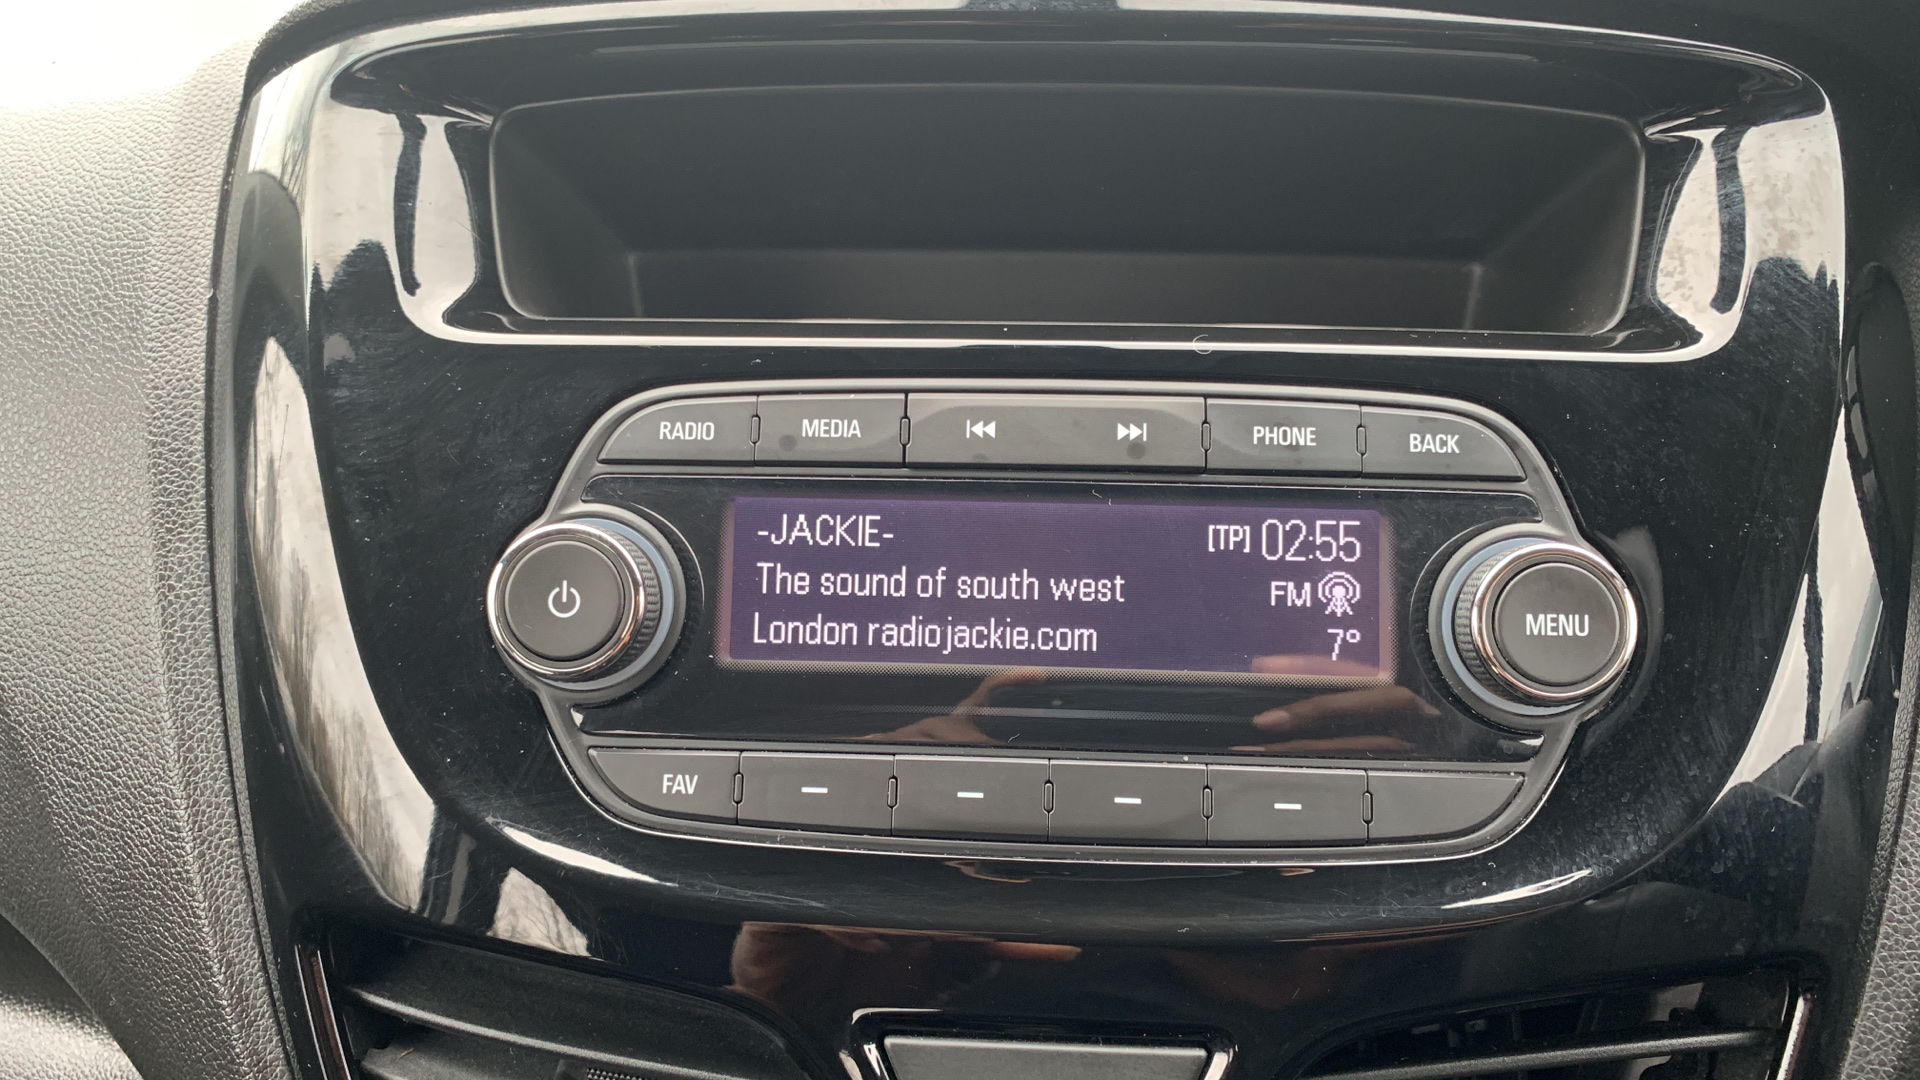 RADIO MEDIA PHONE BACK
-JACKIE- [TP] 02:55
The sound of south west FM
London radiojackie.com 7°
MENU
FAV